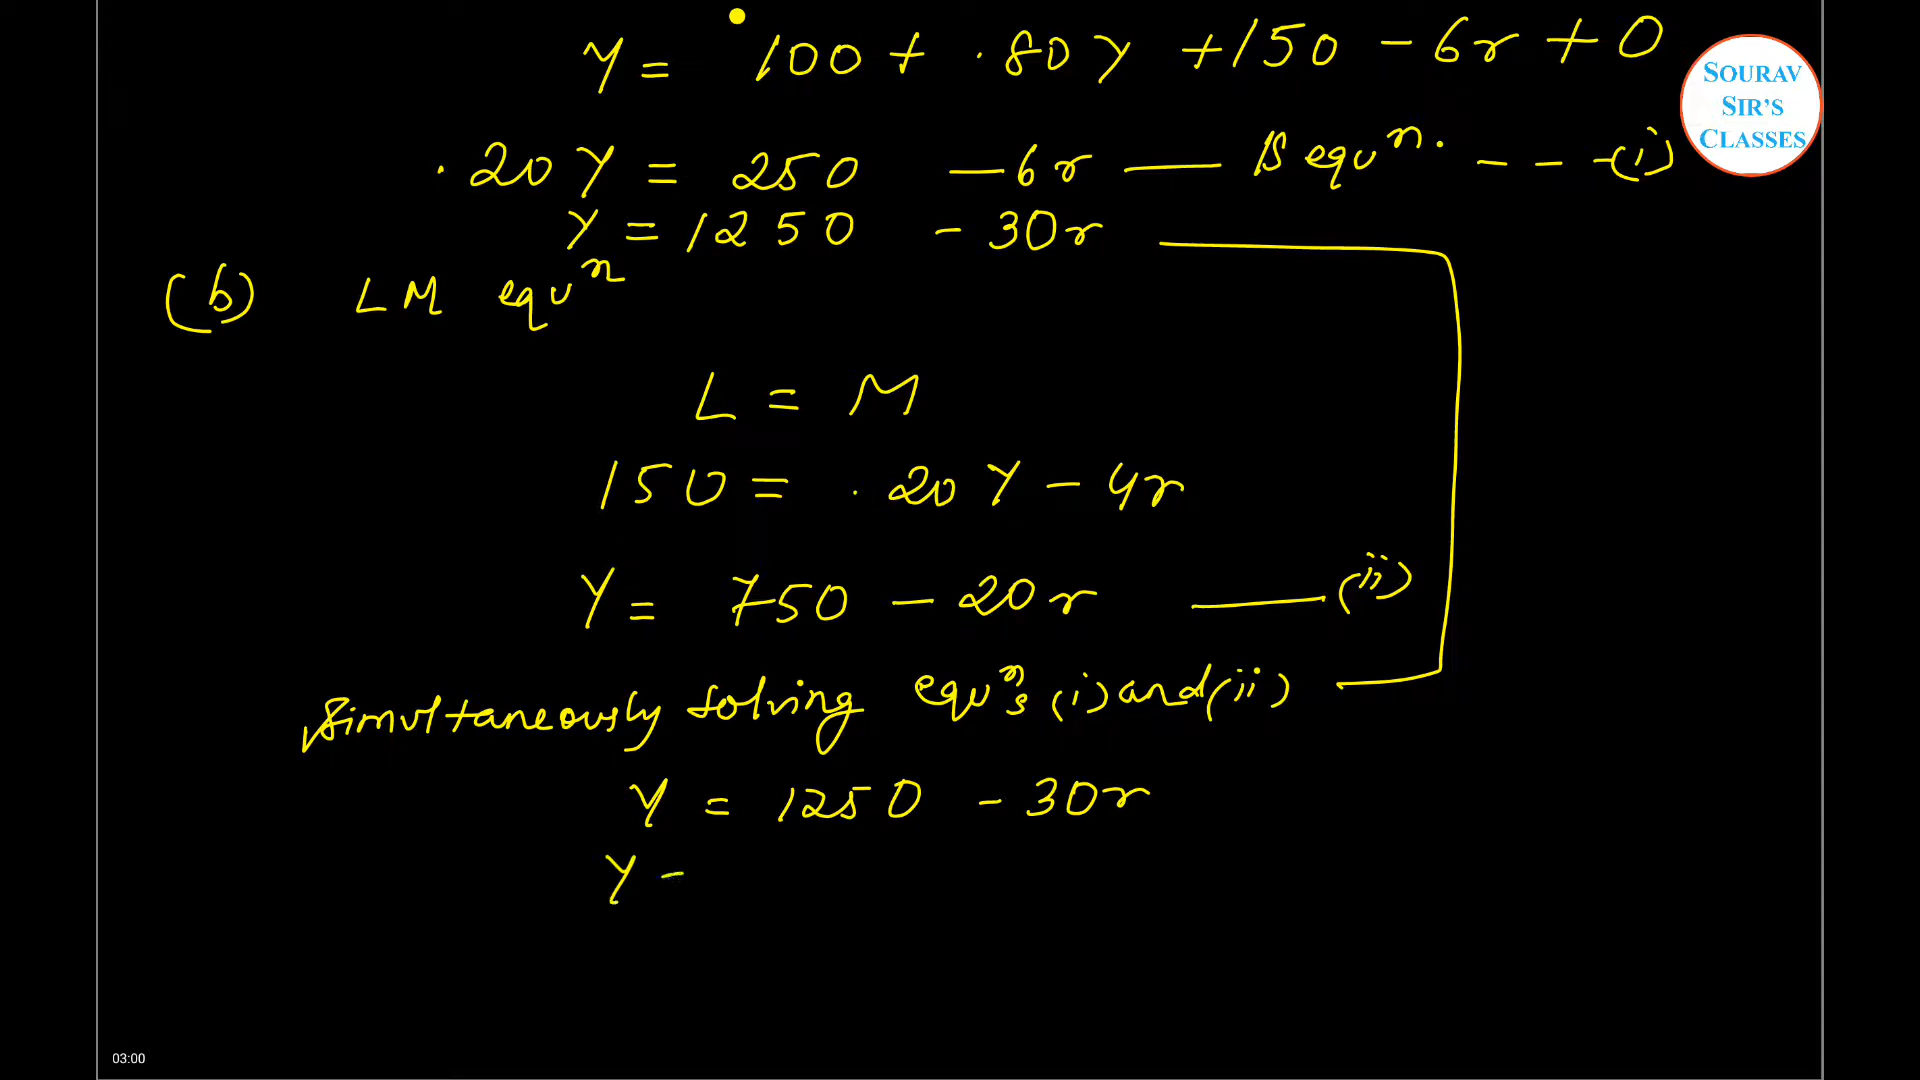 Y = 100 + .80Y + 150 - 6r + 0
SOURAV
SIR'S
CLASSES
.20Y = 250 - 6r — IS equⁿ. - - - (i)
Y = 1250 - 30r
(b) LM equⁿ
L = M
150 = .20Y - 4r
Y = 750 - 20r — (ii)
Simultaneously solving equⁿs (i) and (ii)
Y = 1250 - 30r
Y -
03:00